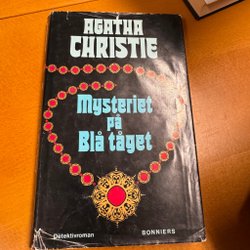 AGATHA
CHRISTIE
Mysteriet
på
Blå tåget
Detektivroman BONNIERS